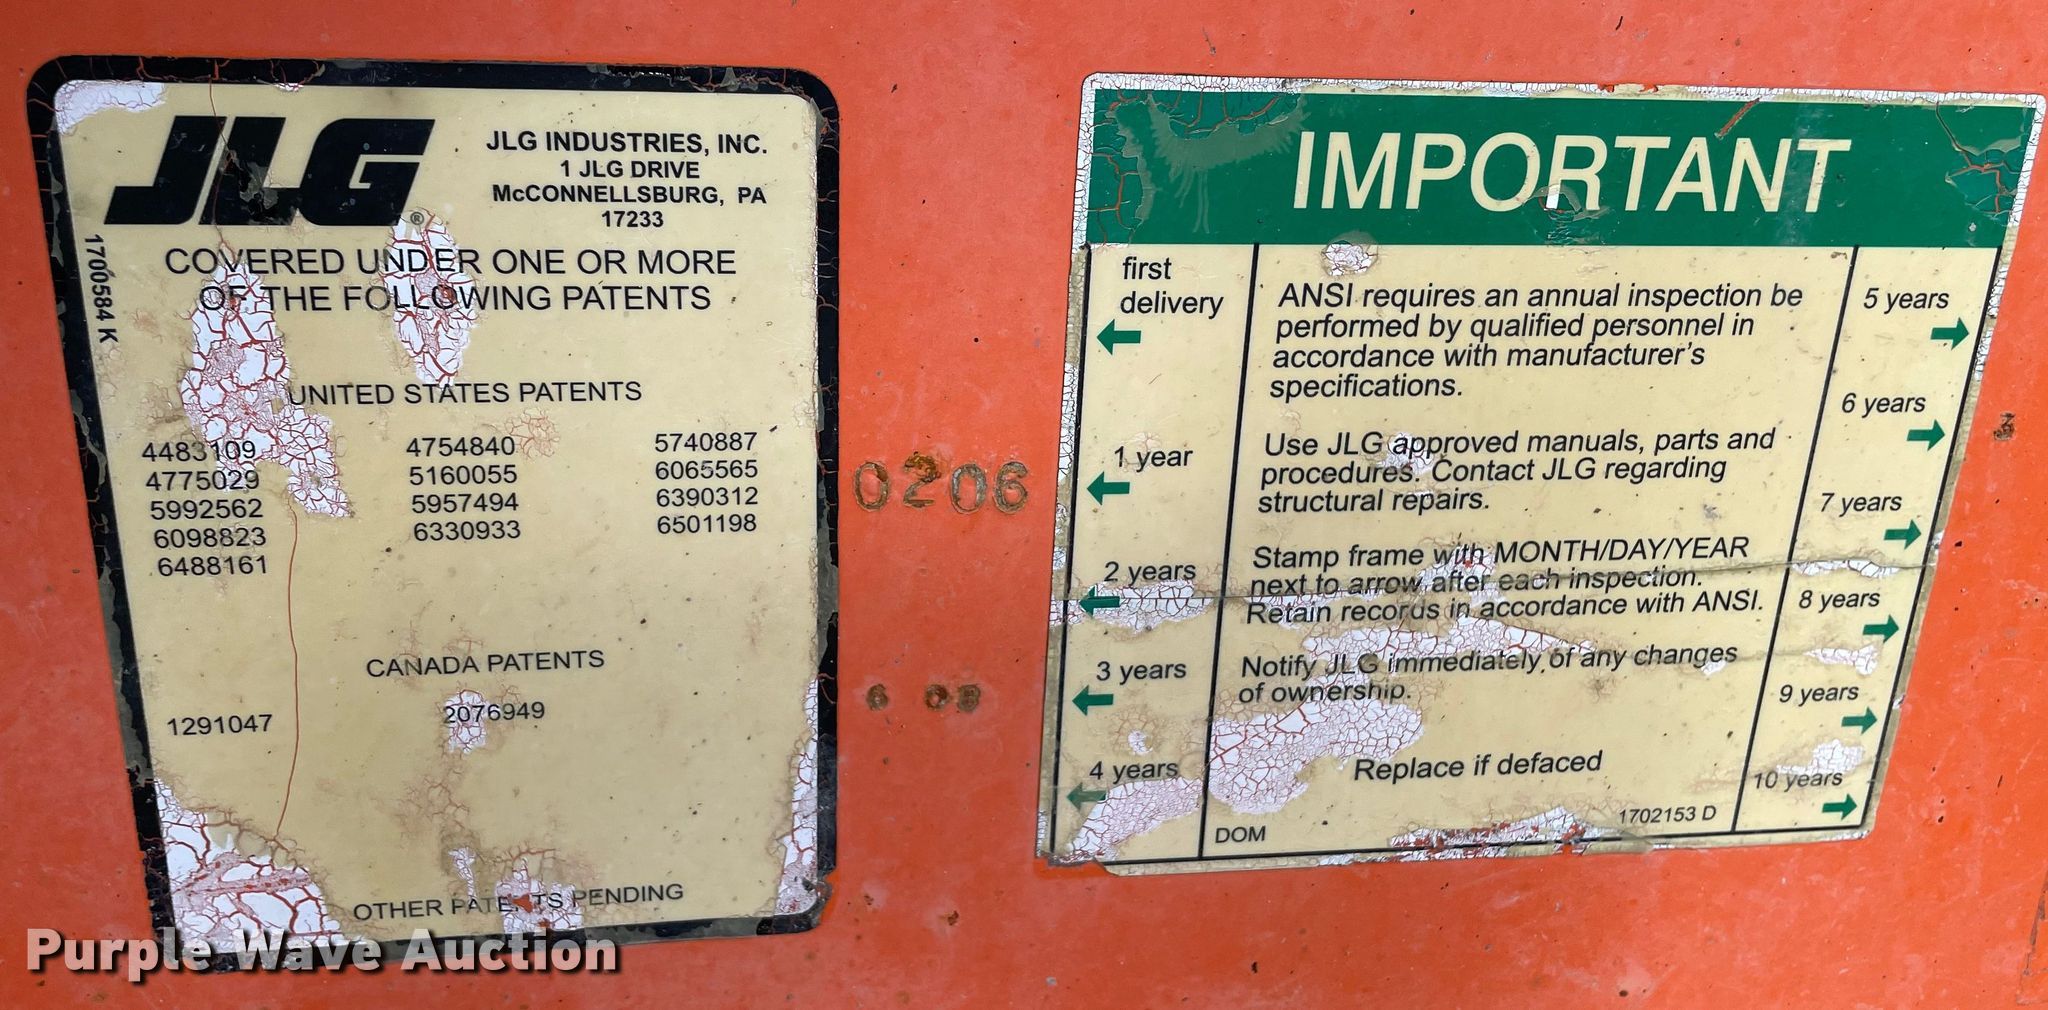 JLG
®
JLG INDUSTRIES, INC.
1 JLG DRIVE
McCONNELLSBURG, PA
17233
1700584 K
COVERED UNDER ONE OR MORE
OF THE FOLLOWING PATENTS
UNITED STATES PATENTS
4483109 4754840 5740887
4775029 5160055 6065565
5992562 5957494 6390312
6098823 6330933 6501198
6488161
CANADA PATENTS
1291047 2076949
OTHER PATENTS PENDING
0206
6 08
IMPORTANT
first
delivery
1 year
2 years
3 years
4 years
ANSI requires an annual inspection be
performed by qualified personnel in
accordance with manufacturer's
specifications.
Use JLG approved manuals, parts and
procedures. Contact JLG regarding
structural repairs.
Stamp frame with MONTH/DAY/YEAR
next to arrow after each inspection.
Retain records in accordance with ANSI.
Notify JLG immediately of any changes
of ownership.
Replace if defaced
DOM
1702153 D
5 years
6 years
7 years
8 years
9 years
10 years
3
Purple Wave Auction